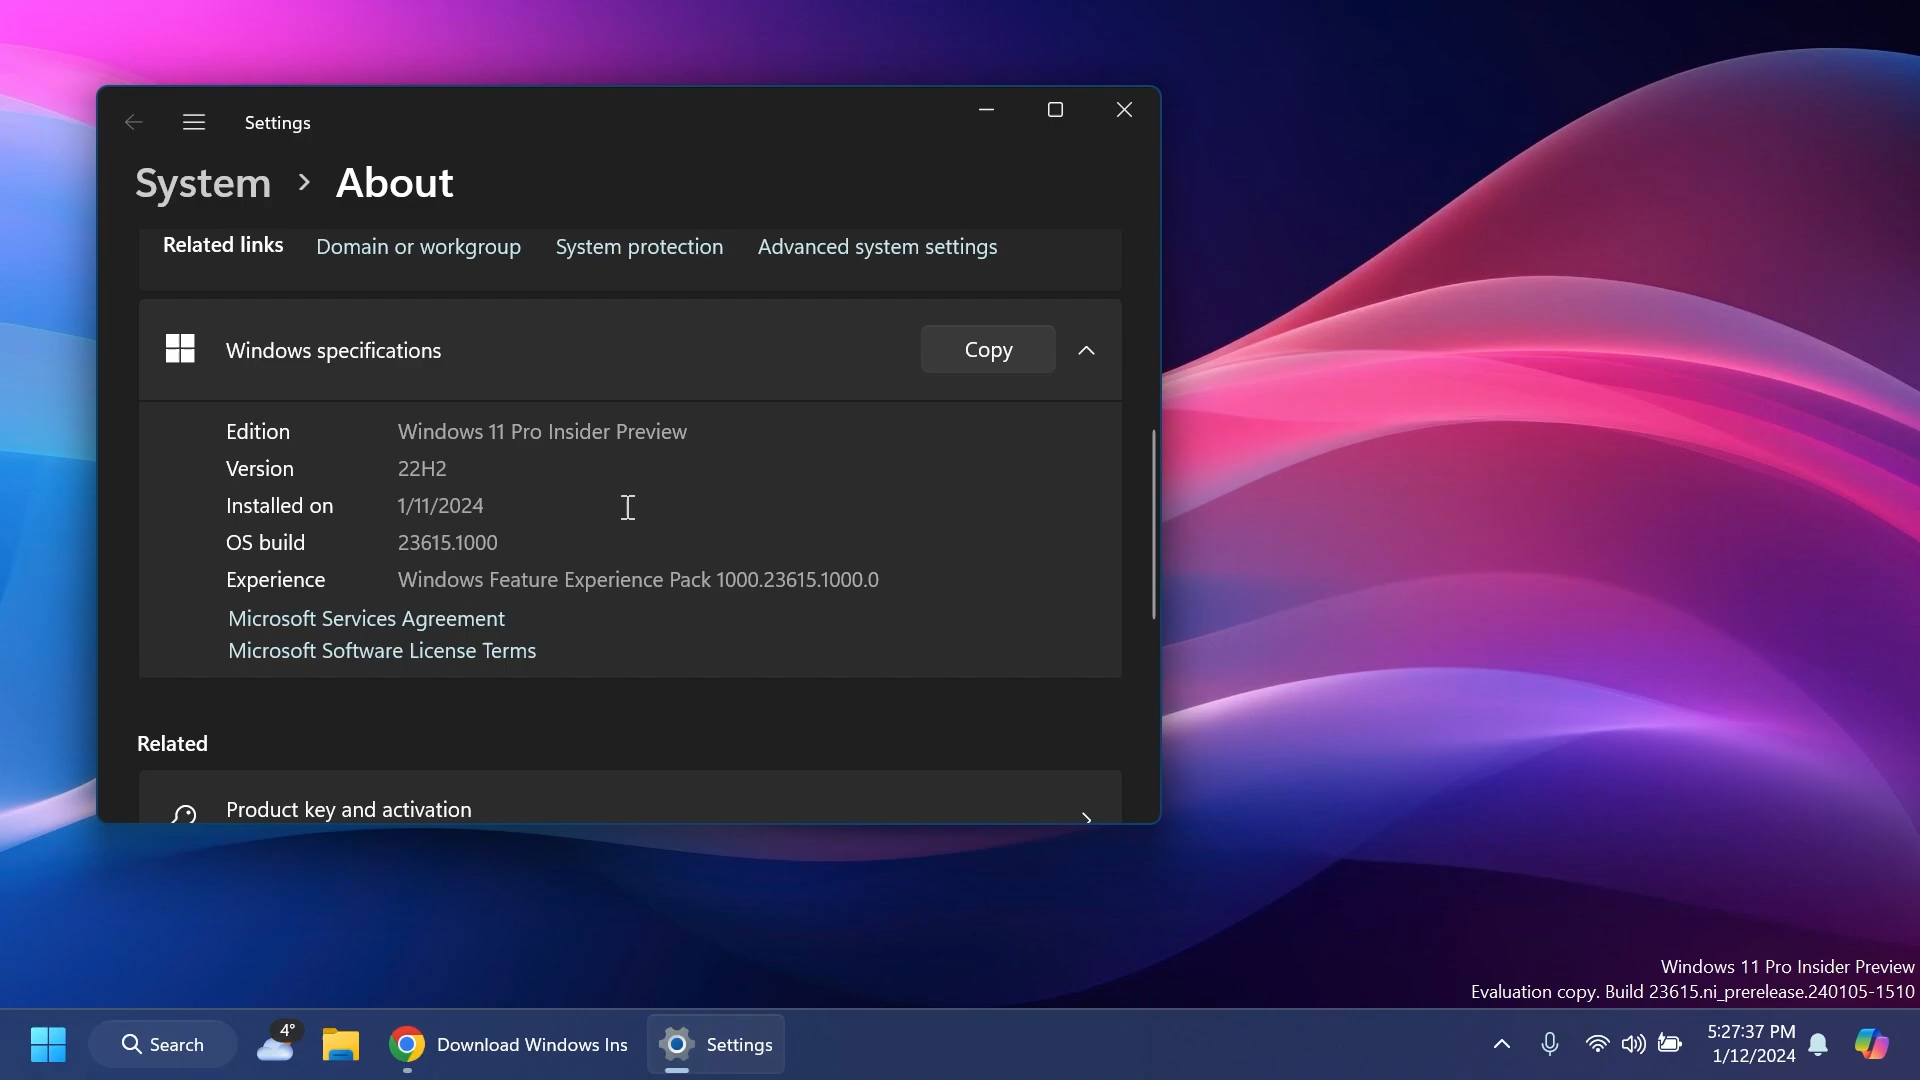 Settings
System > About
Related links Domain or workgroup System protection Advanced system settings
Windows specifications Copy
Edition Windows 11 Pro Insider Preview
Version 22H2
Installed on 1/11/2024
OS build 23615.1000
Experience Windows Feature Experience Pack 1000.23615.1000.0
Microsoft Services Agreement
Microsoft Software License Terms
Related
Product key and activation
Windows 11 Pro Insider Preview
Evaluation copy. Build 23615.ni_prerelease.240105-1510
Search 4° Download Windows Ins Settings 5:27:37 PM
1/12/2024